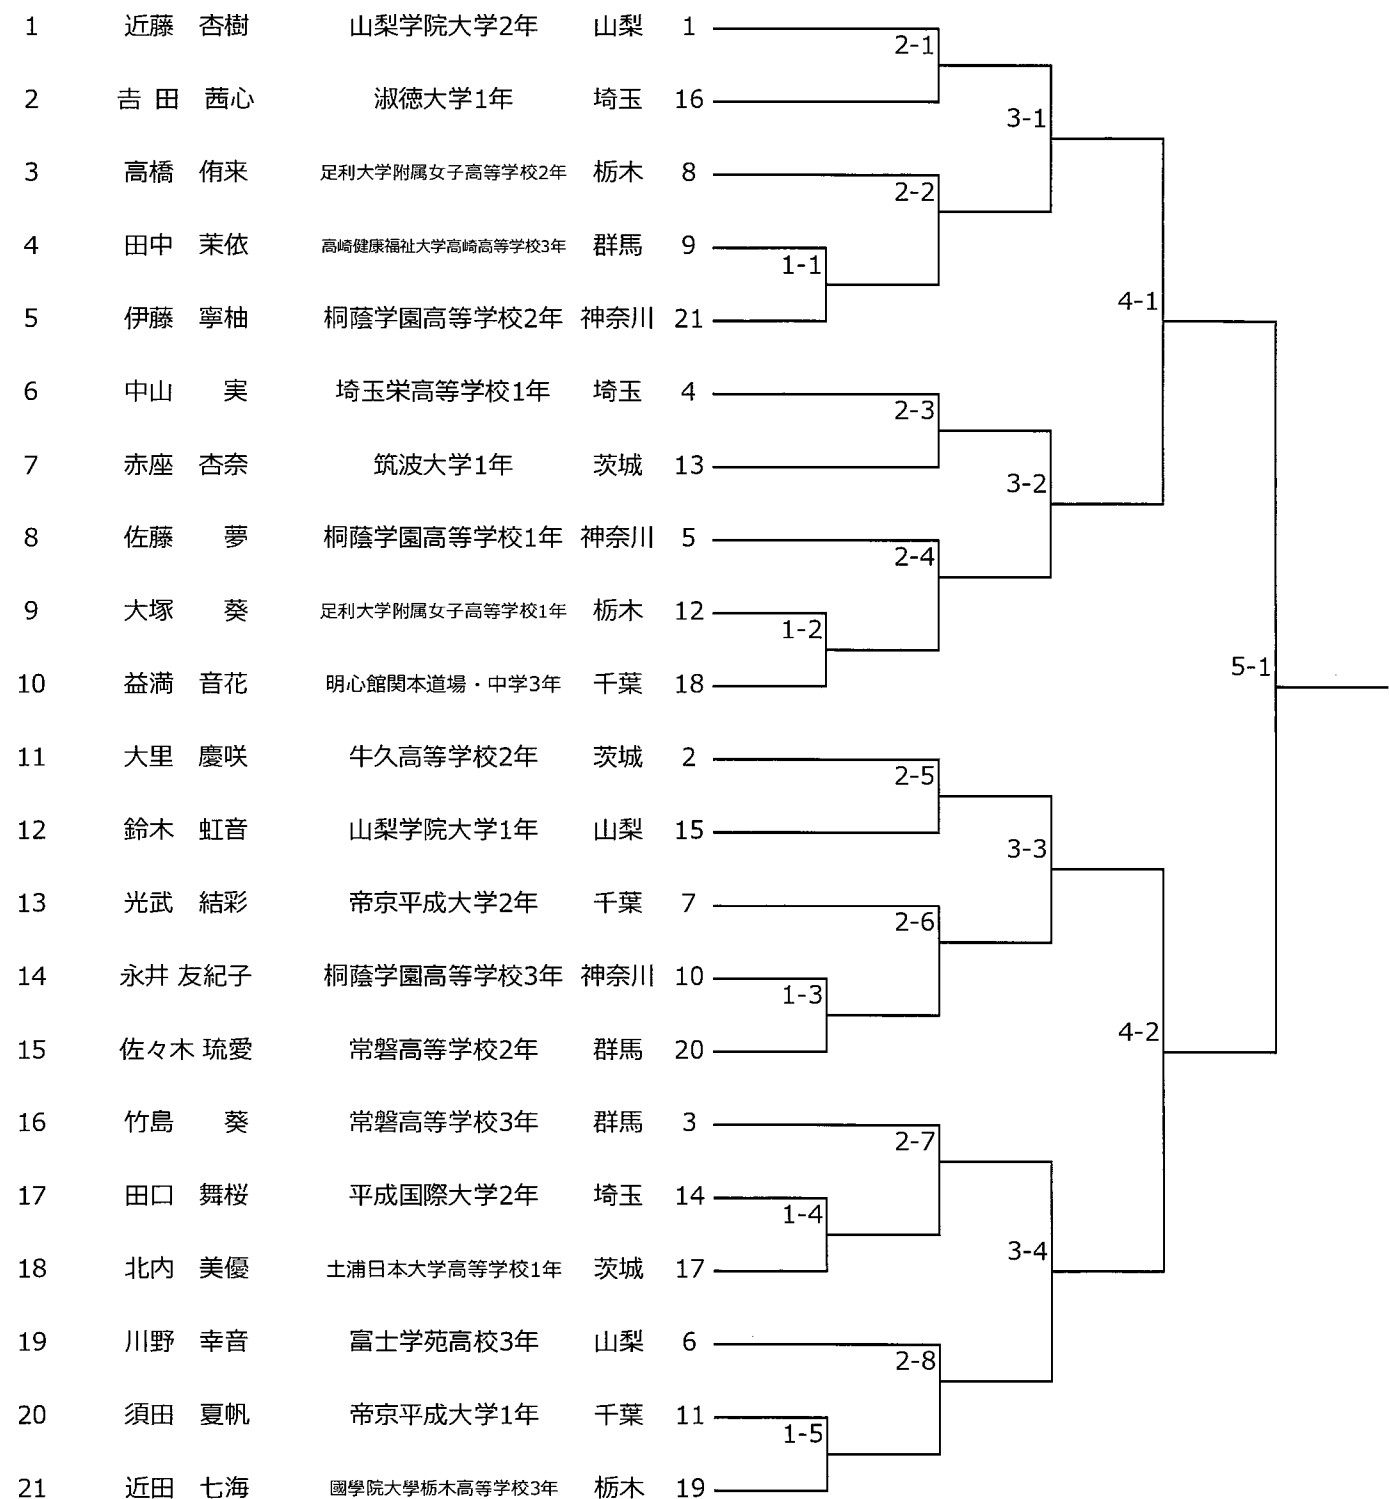 1 近藤 杏樹 山梨学院大学2年 山梨 1
2-1
2 吉田 茜心 淑徳大学1年 埼玉 16
3-1
3 高橋 侑来 足利大学附属女子高等学校2年 栃木 8
2-2
4 田中 茉依 高崎健康福祉大学高崎高等学校3年 群馬 9
1-1
4-1
5 伊藤 寧柚 桐蔭学園高等学校2年 神奈川 21
6 中山 実 埼玉栄高等学校1年 埼玉 4
2-3
7 赤座 杏奈 筑波大学1年 茨城 13
3-2
8 佐藤 夢 桐蔭学園高等学校1年 神奈川 5
2-4
9 大塚 葵 足利大学附属女子高等学校1年 栃木 12
1-2
5-1
10 益満 音花 明心館関本道場・中学3年 千葉 18
11 大里 慶咲 牛久高等学校2年 茨城 2
2-5
12 鈴木 虹音 山梨学院大学1年 山梨 15
3-3
13 光武 結彩 帝京平成大学2年 千葉 7
2-6
14 永井 友紀子 桐蔭学園高等学校3年 神奈川 10
1-3
4-2
15 佐々木 琉愛 常磐高等学校2年 群馬 20
16 竹島 葵 常磐高等学校3年 群馬 3
2-7
17 田口 舞桜 平成国際大学2年 埼玉 14
1-4
3-4
18 北内 美優 土浦日本大学高等学校1年 茨城 17
19 川野 幸音 富士学苑高校3年 山梨 6
2-8
20 須田 夏帆 帝京平成大学1年 千葉 11
1-5
21 近田 七海 國學院大學栃木高等学校3年 栃木 19